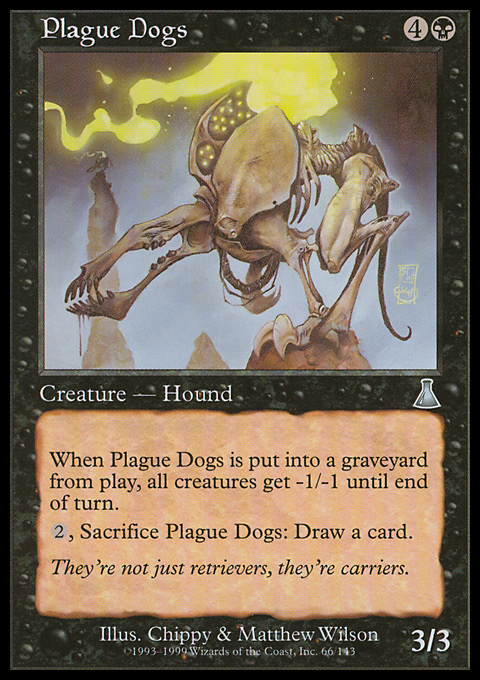 Plague Dogs 4
Creature — Hound
When Plague Dogs is put into a graveyard
from play, all creatures get -1/-1 until end
of turn.
2, Sacrifice Plague Dogs: Draw a card.
They're not just retrievers, they're carriers.
Illus. Chippy & Matthew Wilson
3/3
©1993-1999 Wizards of the Coast, Inc. 66/143